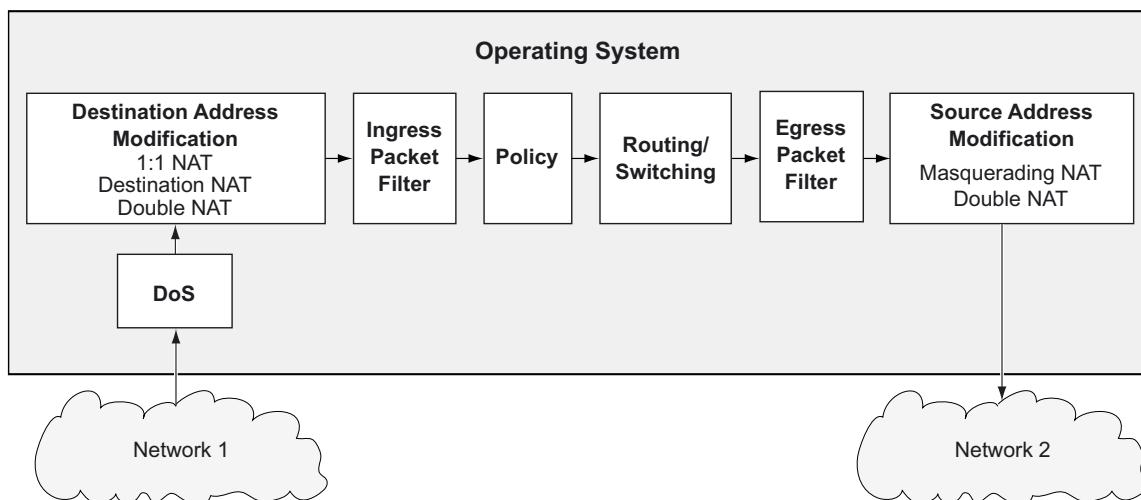 Operating System
Destination Address
Modification
1:1 NAT
Destination NAT
Double NAT
Ingress
Packet
Filter
Policy
Routing/
Switching
Egress
Packet
Filter
Source Address
Modification
Masquerading NAT
Double NAT
DoS
Network 1
Network 2